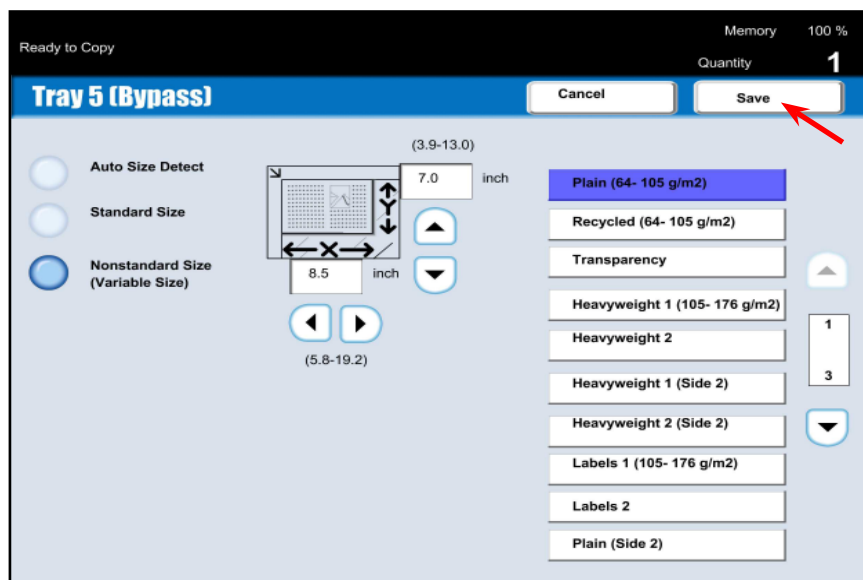 Memory 100 %
Ready to Copy
Quantity 1
Tray 5 (Bypass)
Cancel
Save
Auto Size Detect
Standard Size
Nonstandard Size
(Variable Size)
(3.9-13.0)
7.0 inch
Y
X
8.5 inch
(5.8-19.2)
Plain (64- 105 g/m2)
Recycled (64- 105 g/m2)
Transparency
Heavyweight 1 (105- 176 g/m2)
Heavyweight 2
Heavyweight 1 (Side 2)
Heavyweight 2 (Side 2)
Labels 1 (105- 176 g/m2)
Labels 2
Plain (Side 2)
1
3